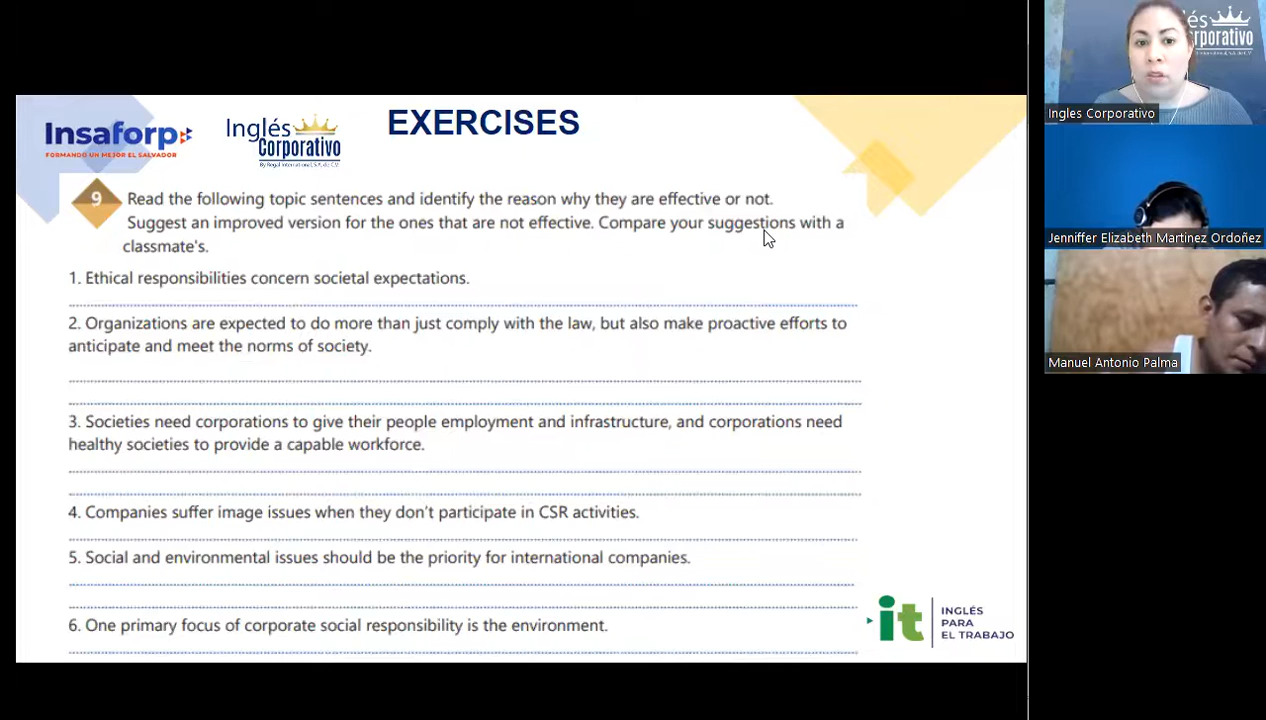 Insaforp
FORMANDO UN MEJOR EL SALVADOR
Inglés
Corporativo
By Regal International, S.A. de C.V.
EXERCISES
9
Read the following topic sentences and identify the reason why they are effective or not.
Suggest an improved version for the ones that are not effective. Compare your suggestions with a
classmate's.
1. Ethical responsibilities concern societal expectations.
2. Organizations are expected to do more than just comply with the law, but also make proactive efforts to
anticipate and meet the norms of society.
3. Societies need corporations to give their people employment and infrastructure, and corporations need
healthy societies to provide a capable workforce.
4. Companies suffer image issues when they don't participate in CSR activities.
5. Social and environmental issues should be the priority for international companies.
6. One primary focus of corporate social responsibility is the environment.
it
INGLÉS
PARA
EL TRABAJO
és
rporativo
Ingles Corporativo
Jenniffer Elizabeth Martinez Ordoñez
Manuel Antonio Palma